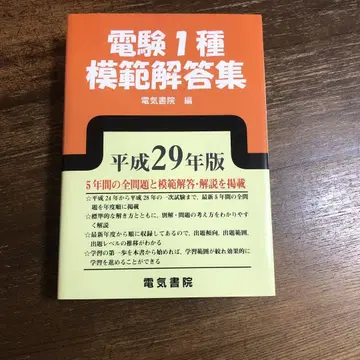 電験1種
模範解答集
電気書院 編
平成29年版
5年間の全問題と模範解答・解説を掲載
☆平成24年から平成28年の一次試験まで、最新5年間の全問
題を年度順に掲載
☆標準的な解き方とともに、別解・問題の考え方をわかりやす
く解説
☆最新年度から順に収録してあるので、出題傾向、出題範囲、
出題レベルの推移がわかる
☆学習の第一歩を本書から始めれば、学習範囲が絞れ効果的に
学習を進めることができる
電気書院